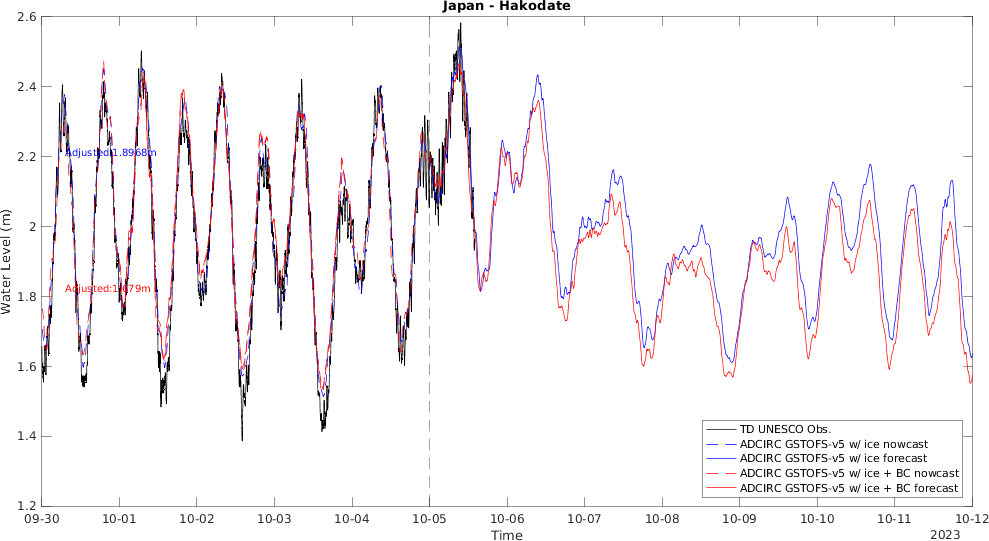 Japan - Hakodate
Water Level (m)
2.6
2.4
2.2
2
1.8
1.6
1.4
1.2
Adjusted:1.8968m
Adjusted:1.679m
TD UNESCO Obs.
ADCIRC GSTOFS-v5 w/ ice nowcast
ADCIRC GSTOFS-v5 w/ ice forecast
ADCIRC GSTOFS-v5 w/ ice + BC nowcast
ADCIRC GSTOFS-v5 w/ ice + BC forecast
09-30 10-01 10-02 10-03 10-04 10-05 10-06 10-07 10-08 10-09 10-10 10-11 10-12
Time
2023